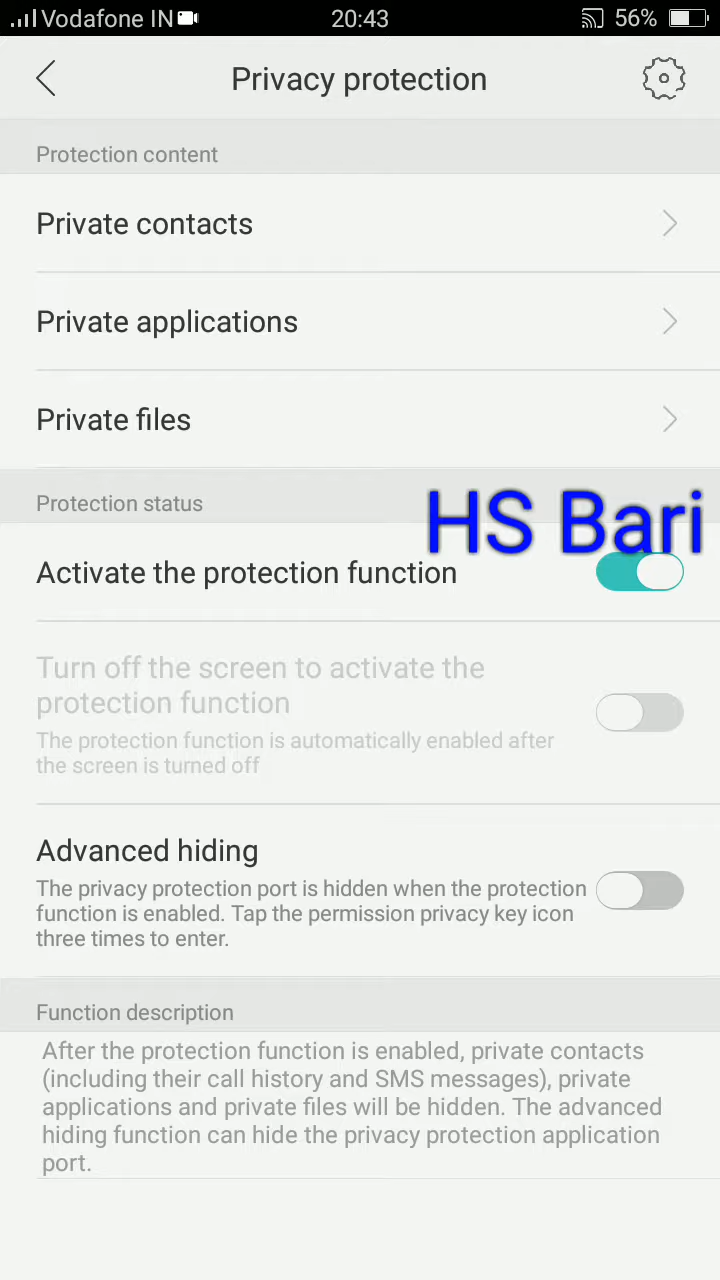 Vodafone IN 20:43 56%
Privacy protection
Protection content
Private contacts
Private applications
Private files
Protection status
HS Bari
Activate the protection function
Turn off the screen to activate the
protection function
The protection function is automatically enabled after
the screen is turned off
Advanced hiding
The privacy protection port is hidden when the protection
function is enabled. Tap the permission privacy key icon
three times to enter.
Function description
After the protection function is enabled, private contacts
(including their call history and SMS messages), private
applications and private files will be hidden. The advanced
hiding function can hide the privacy protection application
port.